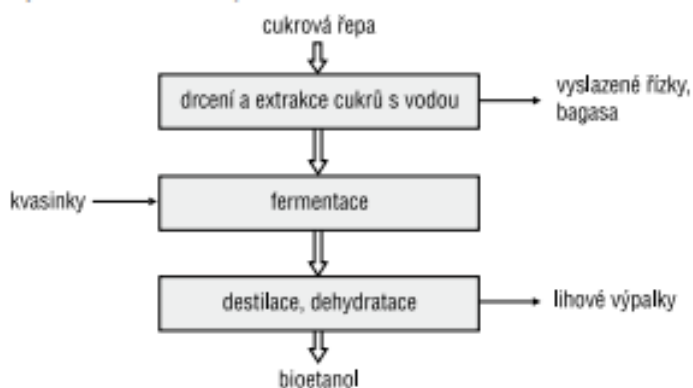 cukrová řepa
drcení a extrakce cukrů s vodou
vyslazené řízky,
bagasa
kvasinky
fermentace
destilace, dehydratace
lihové výpalky
bioetanol